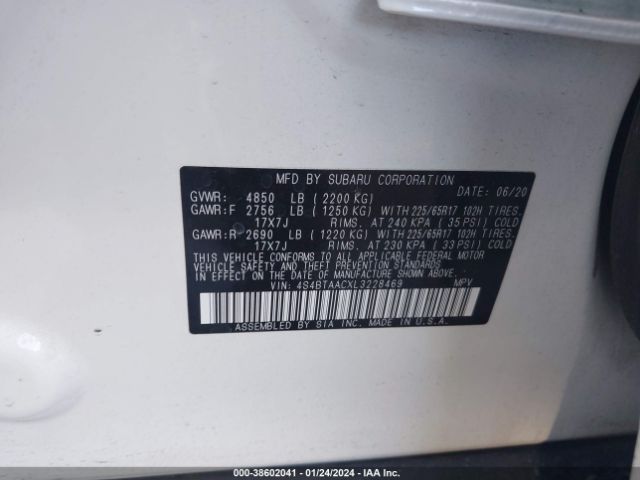 MFD BY SUBARU CORPORATION
DATE: 06/20
GVWR: 4850 LB (2200 KG)
GAWR:F 2756 LB (1250 KG) WITH 225/65R17 102H TIRES.
17X7J RIMS. AT 240 KPA (35 PSI) COLD
GAWR:R 2690 LB (1220 KG) WITH 225/65R17 102H TIRES.
17X7J RIMS. AT 230 KPA (33 PSI) COLD
THIS VEHICLE CONFORMS TO ALL APPLICABLE FEDERAL MOTOR
VEHICLE SAFETY, BUMPER, AND THEFT PREVENTION STANDARDS
IN EFFECT ON THE DATE OF MANUFACTURE SHOWN ABOVE.
VIN: 4S4BTAACXL3228469 MPV
ASSEMBLED BY SIA INC. MADE IN U.S.A.
000-38602041 - 01/24/2024 - IAA Inc.